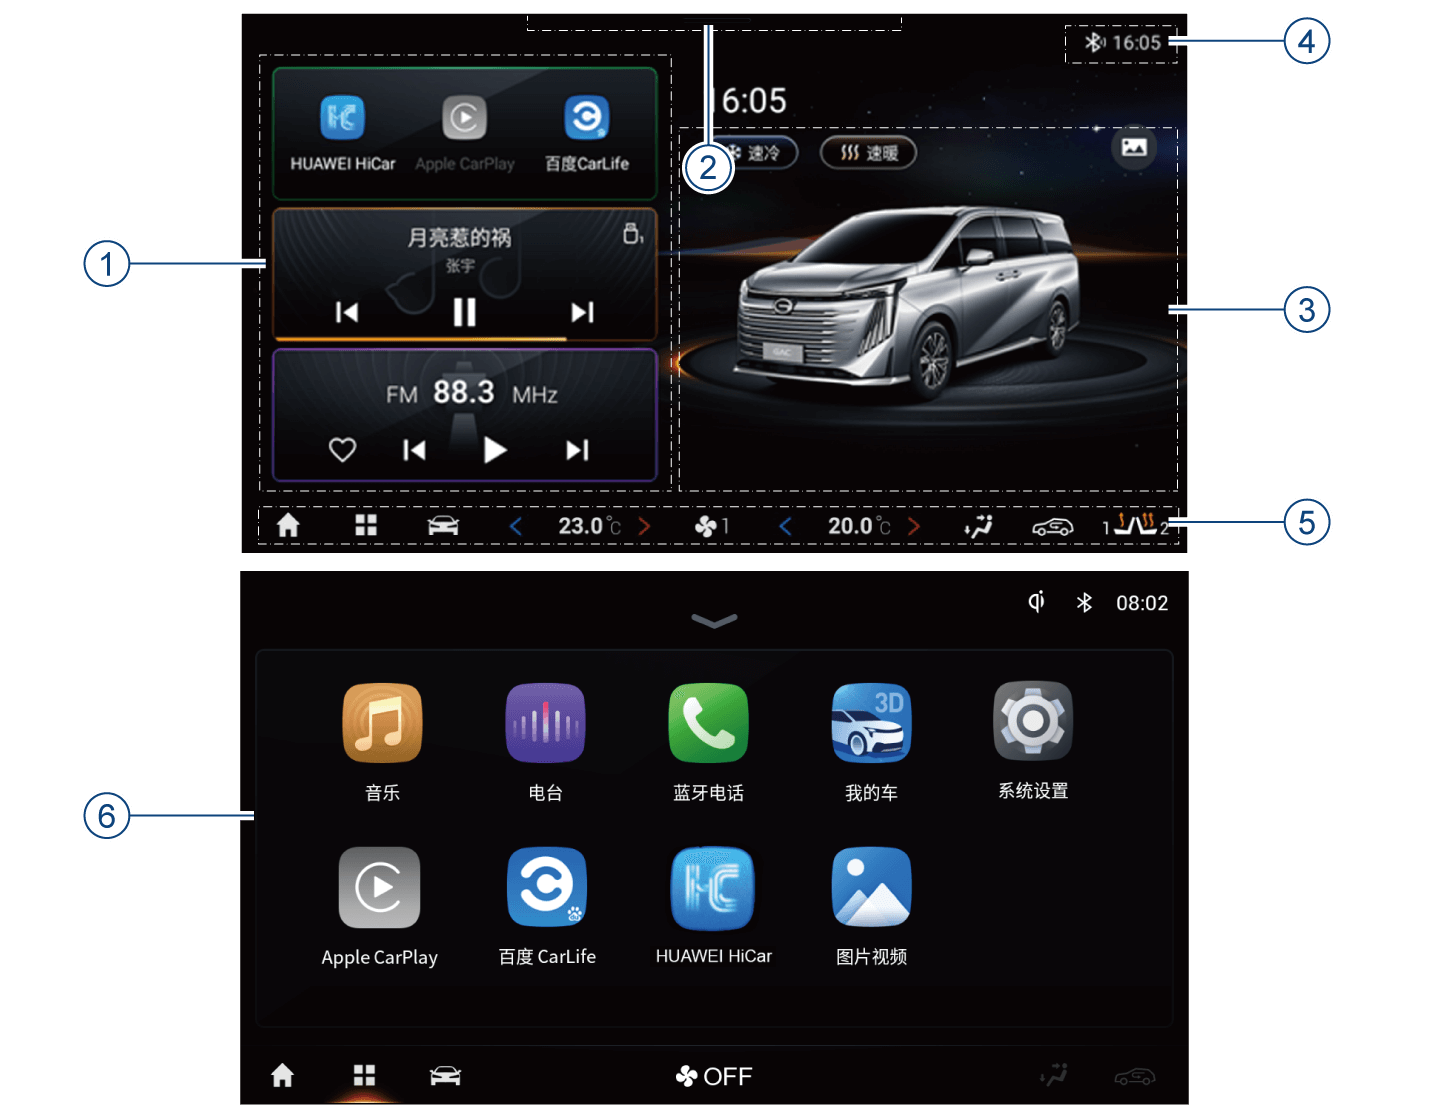 16:05
4
6:05
HUAWEI HiCar
Apple CarPlay
百度CarLife
2
速冷
速暖
月亮惹的祸
1
张宇
1
3
GAC
FM 88.3 MHz
23.0℃
1
20.0℃
1
2
5
08:02
3D
音乐
电台
蓝牙电话
我的车
系统设置
6
Apple CarPlay
百度 CarLife
HUAWEI HiCar
图片视频
OFF